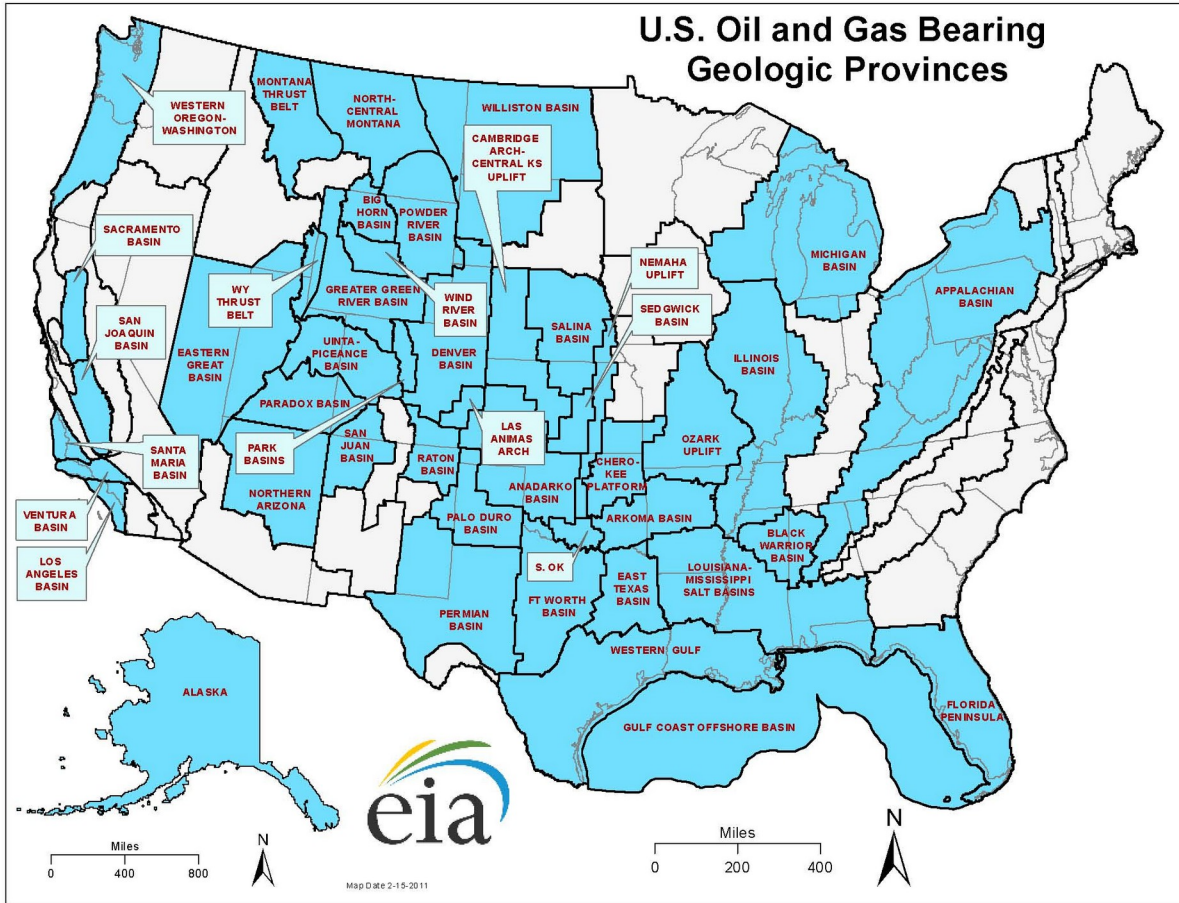 U.S. Oil and Gas Bearing
Geologic Provinces
WESTERN
OREGON-
WASHINGTON
MONTANA
THRUST
BELT
NORTH-
CENTRAL
MONTANA
WILLISTON BASIN
CAMBRIDGE
ARCH-
CENTRAL KS
UPLIFT
SACRAMENTO
BASIN
BIG
HORN
BASIN
POWDER
RIVER
BASIN
MICHIGAN
BASIN
NEMAHA
UPLIFT
APPALACHIAN
BASIN
WY
THRUST
BELT
GREATER GREEN
RIVER BASIN
WIND
RIVER
BASIN
SEDGWICK
BASIN
SAN
JOAQUIN
BASIN
EASTERN
GREAT
BASIN
UINTA-
PICEANCE
BASIN
DENVER
BASIN
SALINA
BASIN
ILLINOIS
BASIN
PARADOX BASIN
SANTA
MARIA
BASIN
PARK
BASINS
SAN
JUAN
BASIN
LAS
ANIMAS
ARCH
RATON
BASIN
OZARK
UPLIFT
CHERO-
KEE
PLATFORM
NORTHERN
ARIZONA
ANADARKO
BASIN
VENTURA
BASIN
PALO DURO
BASIN
ARKOMA BASIN
LOS
ANGELES
BASIN
S. OK
BLACK
WARRIOR
BASIN
PERMIAN
BASIN
FT WORTH
BASIN
EAST
TEXAS
BASIN
LOUISIANA-
MISSISSIPPI
SALT BASINS
WESTERN GULF
ALASKA
GULF COAST OFFSHORE BASIN
FLORIDA
PENINSULA
eia
Miles
0 400 800
N
Map Date 2-15-2011
Miles
0 200 400
N